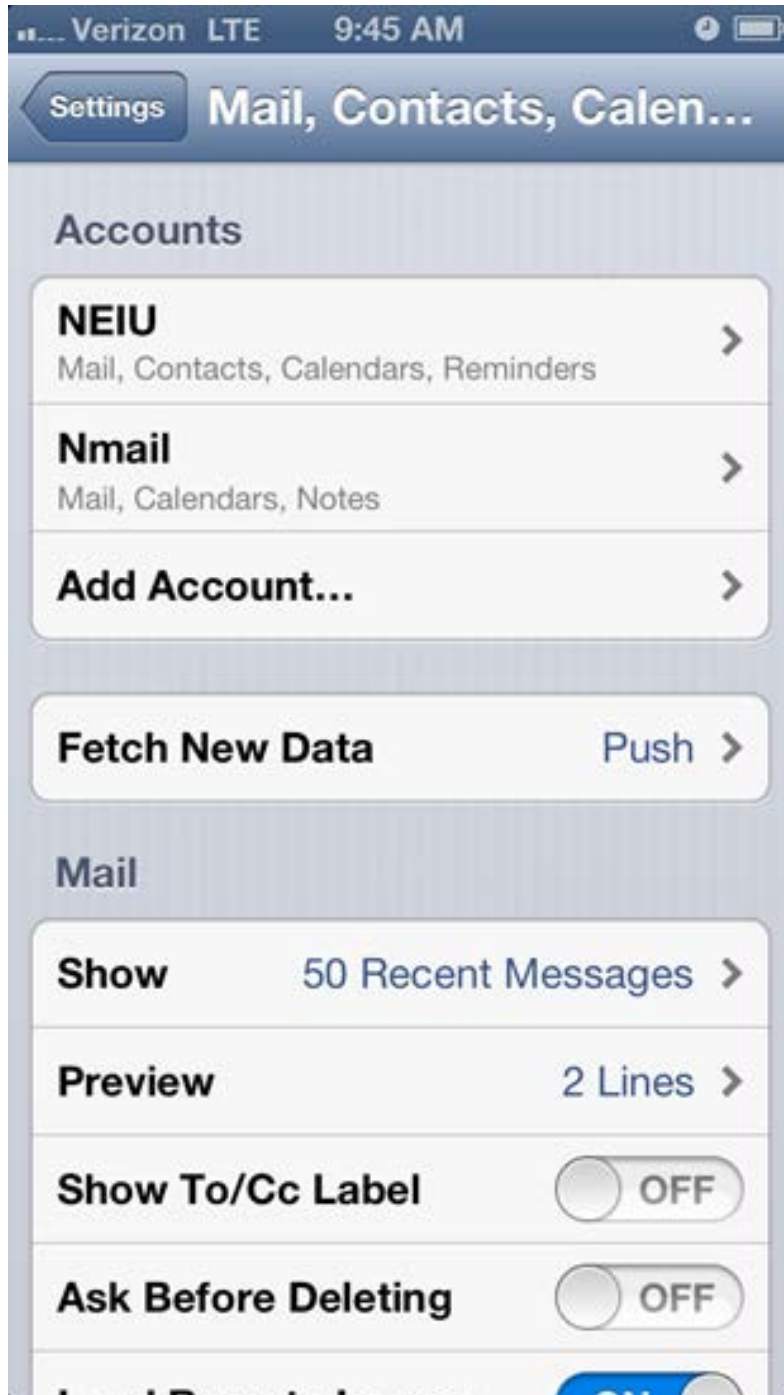 ... Verizon LTE 9:45 AM
Settings Mail, Contacts, Calen...
Accounts
NEIU
Mail, Contacts, Calendars, Reminders
Nmail
Mail, Calendars, Notes
Add Account...
Fetch New Data Push
Mail
Show 50 Recent Messages
Preview 2 Lines
Show To/Cc Label OFF
Ask Before Deleting OFF